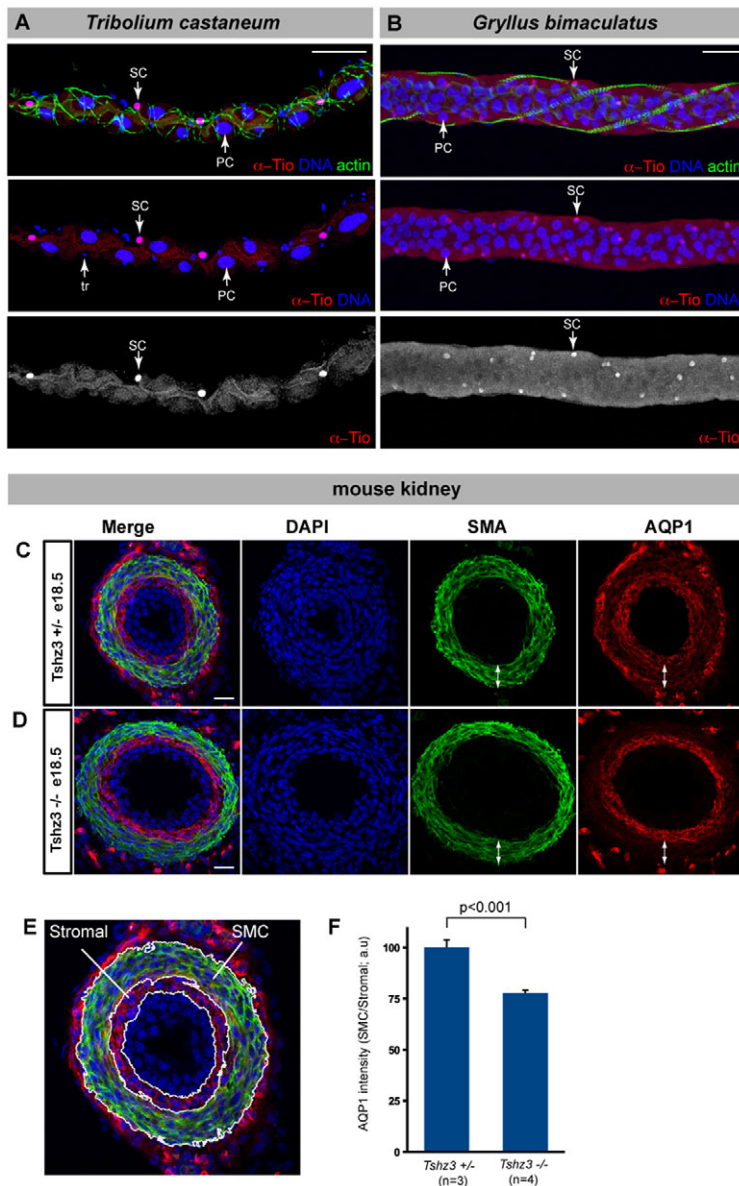 A Tribolium castaneum
B Gryllus bimaculatus
SC
PC
α-Tio DNA actin
SC
PC
α-Tio DNA actin
SC
tr
PC
α-Tio DNA
SC
PC
α-Tio DNA
SC
α-Tio
SC
α-Tio
mouse kidney
Merge DAPI SMA AQP1
C
Tshz3 +/- e18.5
D
Tshz3 -/- e18.5
E
Stromal
SMC
F
p<0.001
AQP1 intensity (SMC/Stromal; a.u)
100
75
50
25
0
Tshz3 +/- Tshz3 -/-
(n=3) (n=4)